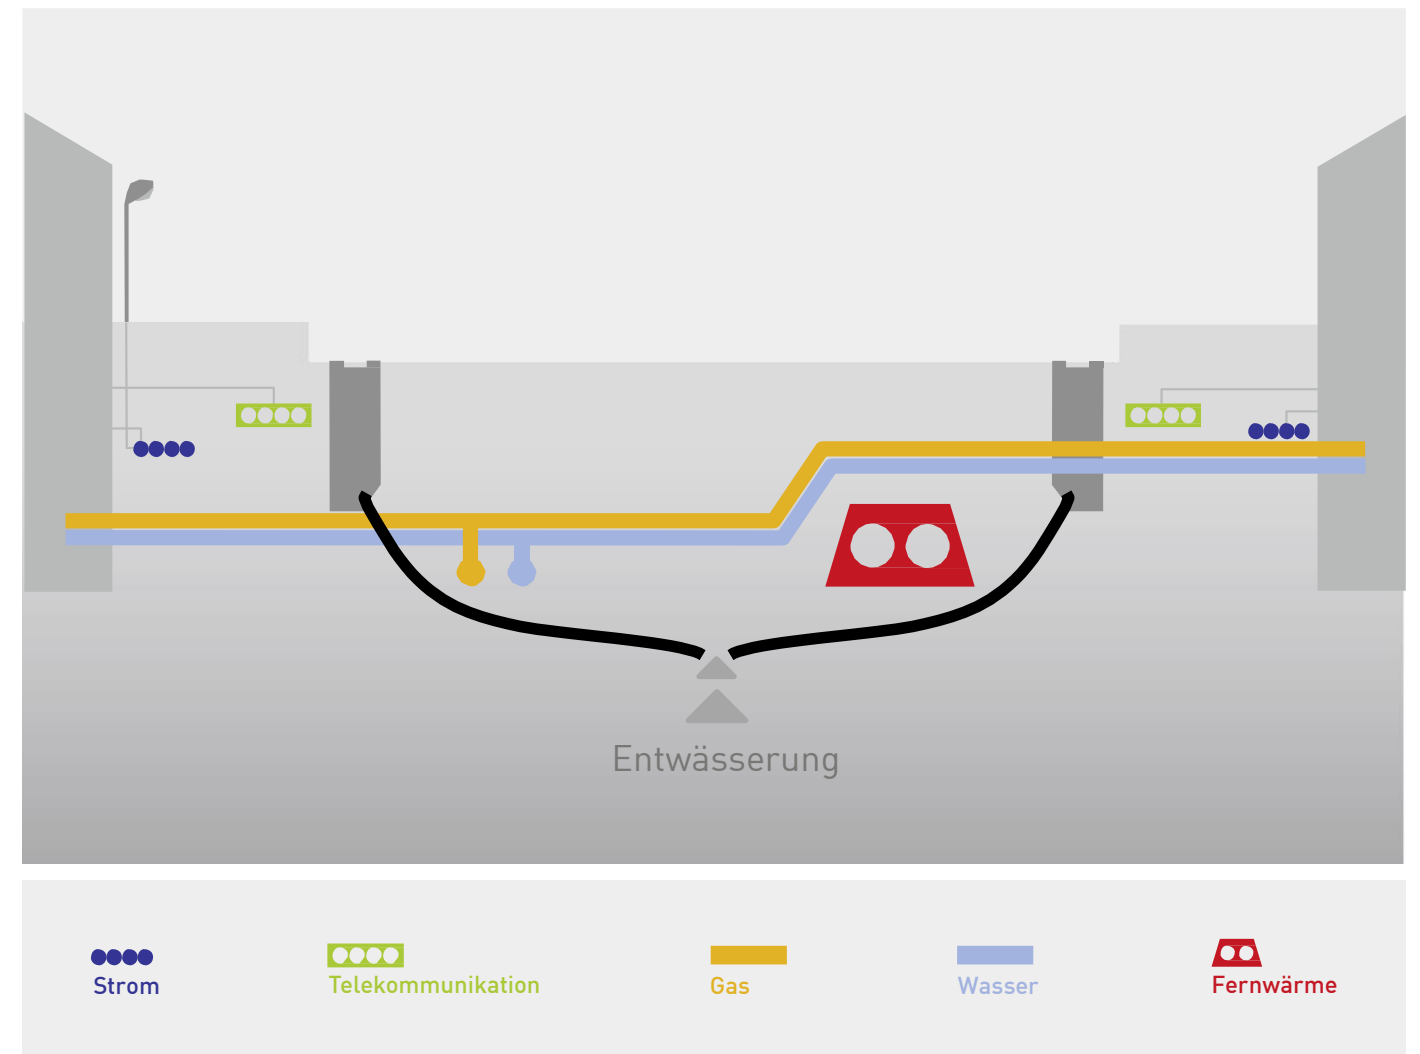 Entwässerung
Strom
Telekommunikation
Gas
Wasser
Fernwärme